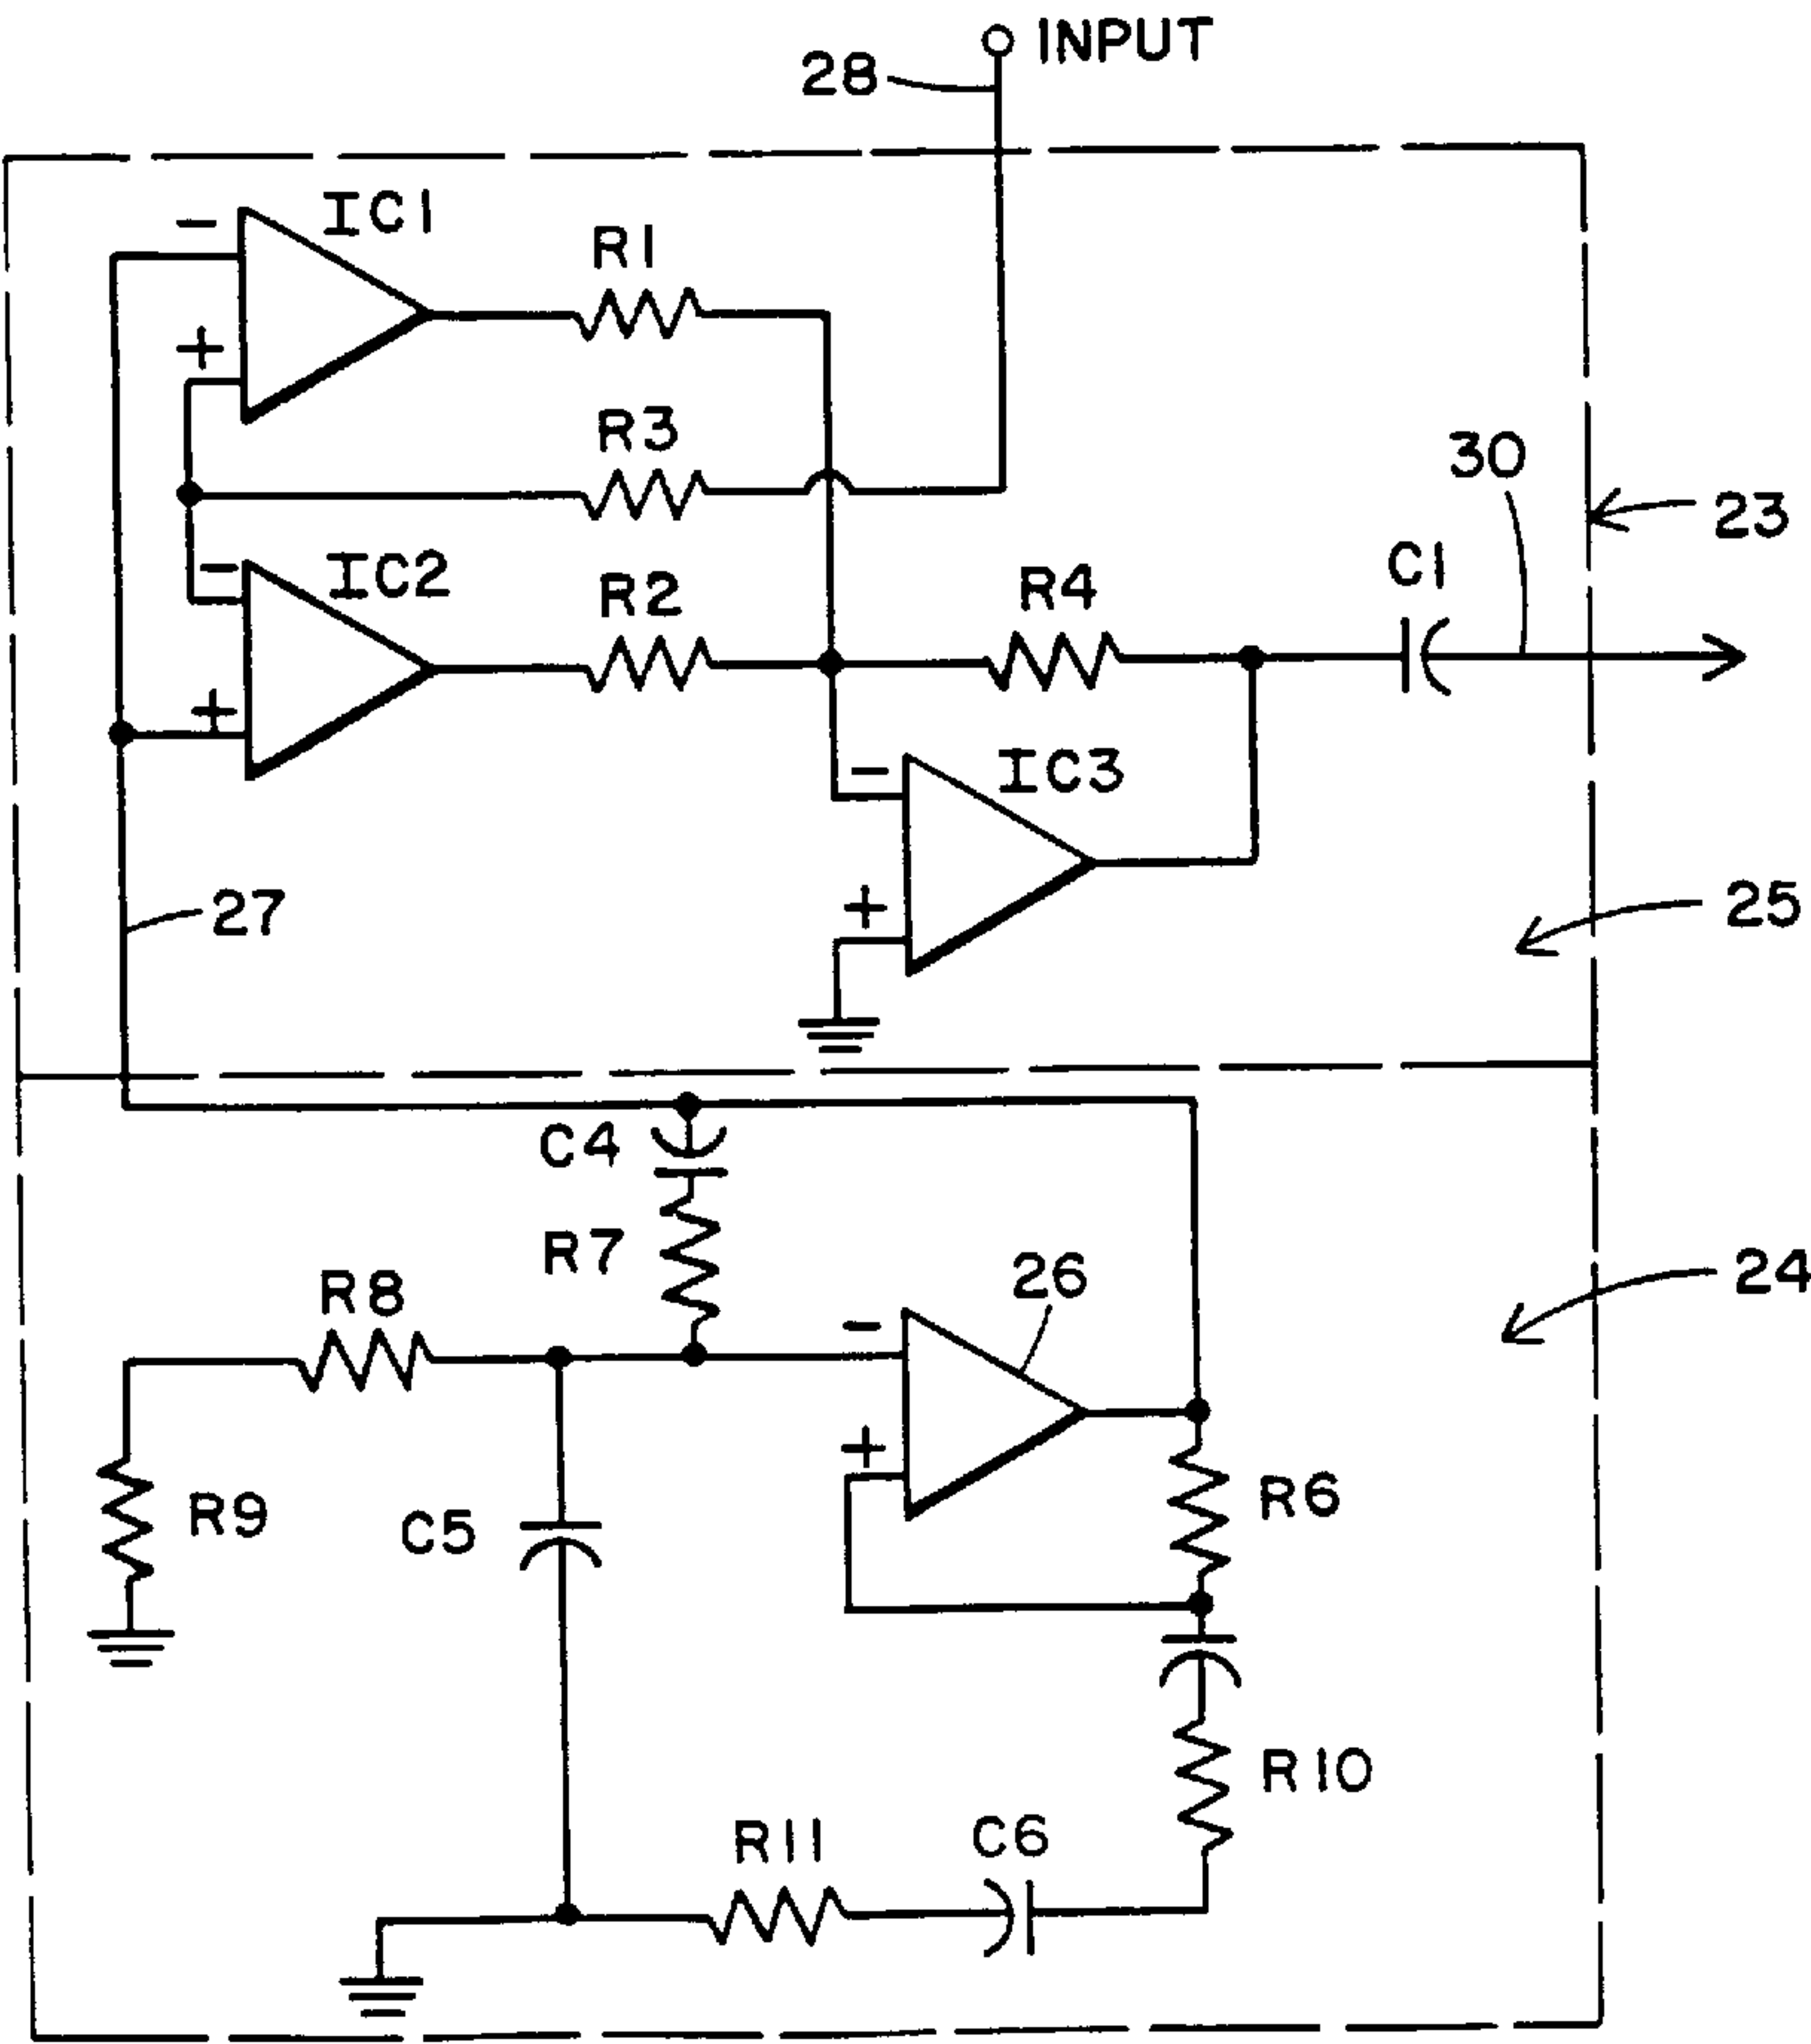 INPUT
28
IC1
-
R1
+
R3
30
23
IC2
-
R2
R4
C1
+
IC3
-
27
+
25
C4
R7
26
24
R8
-
+
R9
C5
R6
R10
R11
C6